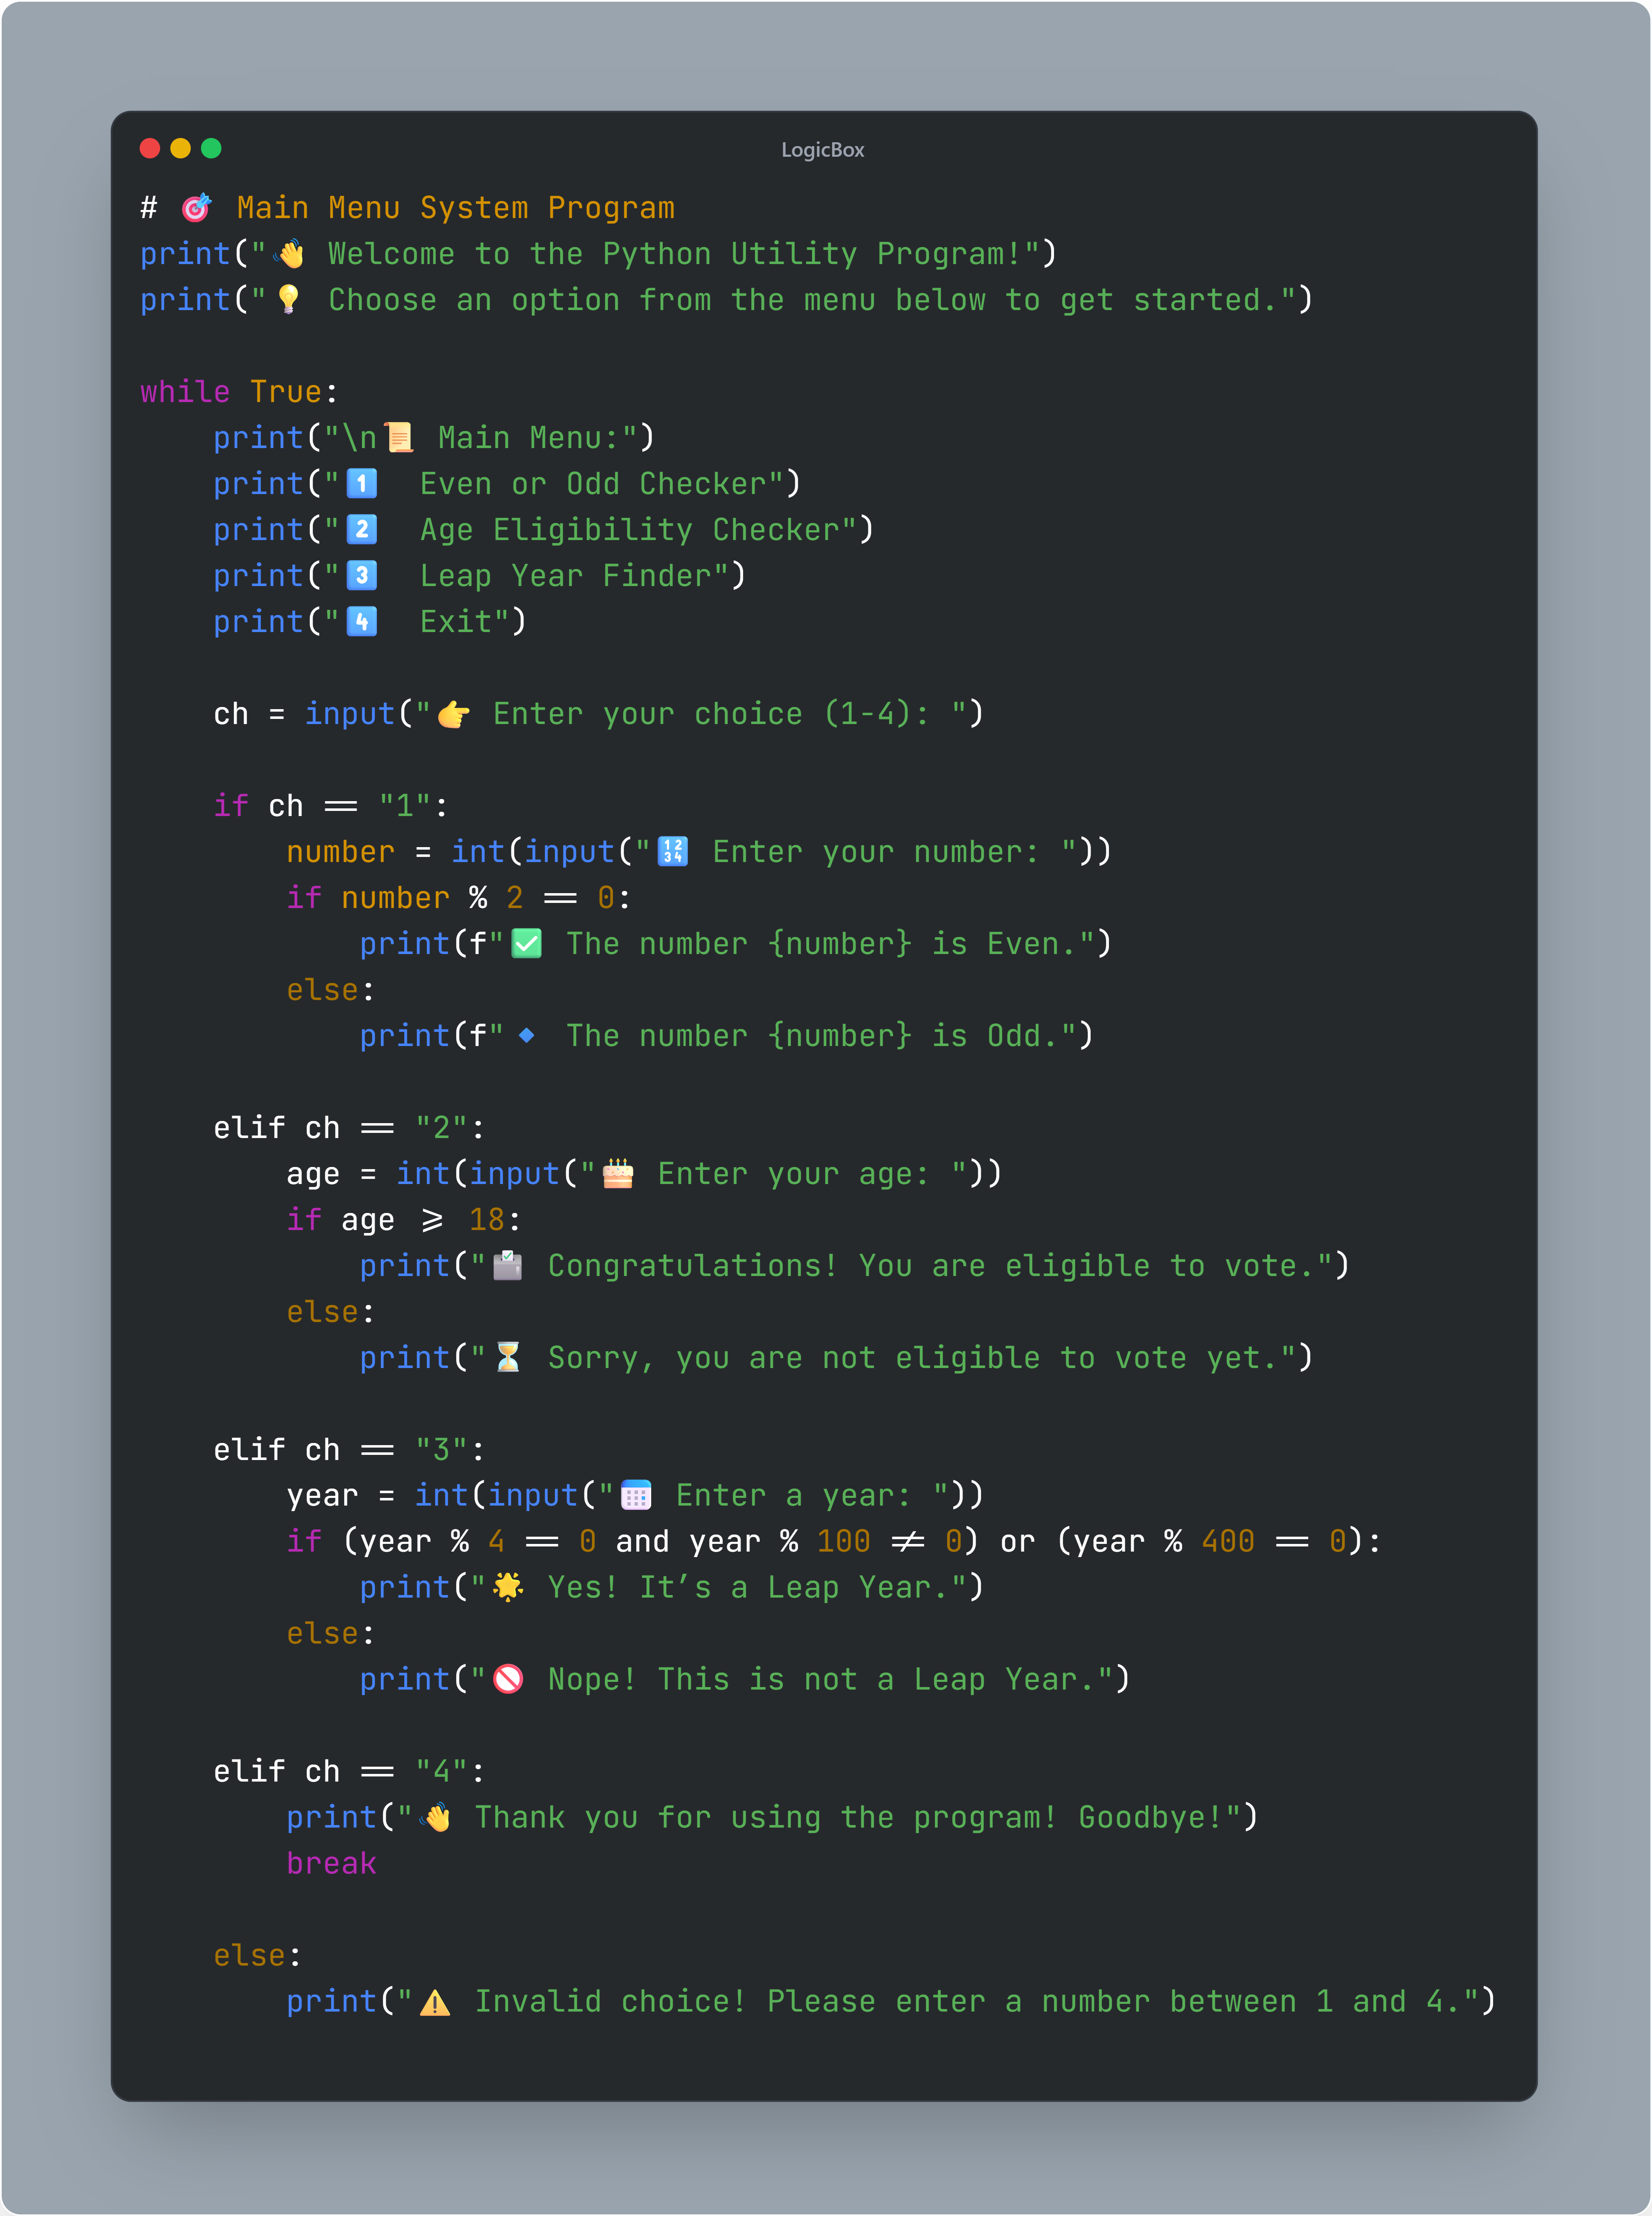 LogicBox
# 🎯 Main Menu System Program
print("👋 Welcome to the Python Utility Program!")
print("💡 Choose an option from the menu below to get started.")
while True:
    print("\n📜 Main Menu:")
    print("1️⃣  Even or Odd Checker")
    print("2️⃣  Age Eligibility Checker")
    print("3️⃣  Leap Year Finder")
    print("4️⃣  Exit")
    ch = input("👉 Enter your choice (1-4): ")
    if ch == "1":
        number = int(input("🔢 Enter your number: "))
        if number % 2 == 0:
            print(f"✅ The number {number} is Even.")
        else:
            print(f"🔹 The number {number} is Odd.")
    elif ch == "2":
        age = int(input("🎂 Enter your age: "))
        if age >= 18:
            print("🗳️ Congratulations! You are eligible to vote.")
        else:
            print("⏳ Sorry, you are not eligible to vote yet.")
    elif ch == "3":
        year = int(input("📅 Enter a year: "))
        if (year % 4 == 0 and year % 100 != 0) or (year % 400 == 0):
            print("🌟 Yes! It’s a Leap Year.")
        else:
            print("🚫 Nope! This is not a Leap Year.")
    elif ch == "4":
        print("👋 Thank you for using the program! Goodbye!")
        break
    else:
        print("⚠️ Invalid choice! Please enter a number between 1 and 4.")